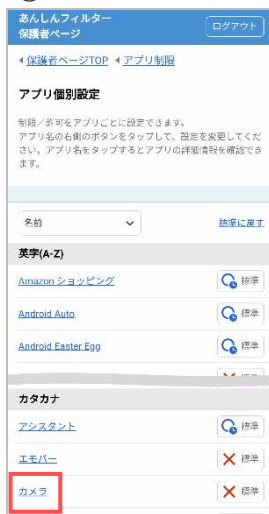 あんしんフィルター
保護者ページ
ログアウト
保護者ページTOP アプリ制限
アプリ個別設定
制限／許可をアプリごとに設定できます。
アプリ名の右側のボタンをタップして、設定を変更してくだ
さい。アプリ名をタップするとアプリの詳細情報を確認でき
ます。
名前
標準に戻す
英字(A-Z)
Amazon ショッピング
標準
Android Auto
標準
Android Easter Egg
標準
カタカナ
アシスタント
標準
エモパー
標準
カメラ
標準